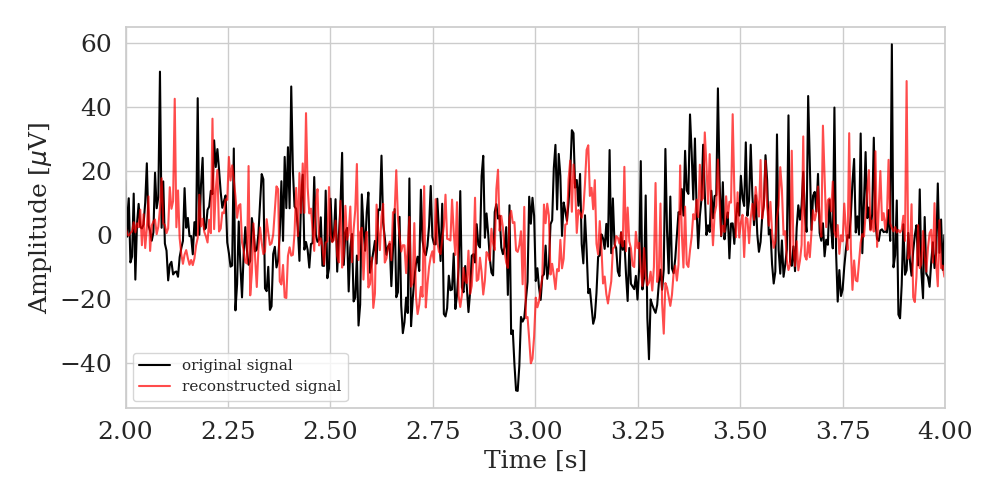 60
40
20
0
−20
−40
Amplitude [μV]
original signal
reconstructed signal
2.00 2.25 2.50 2.75 3.00 3.25 3.50 3.75 4.00
Time [s]